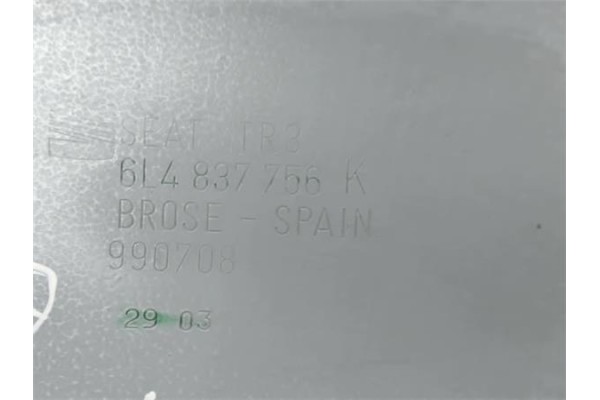 SEAT TR3
6L4 837 756 K
BROSE - SPAIN
990708
29 03